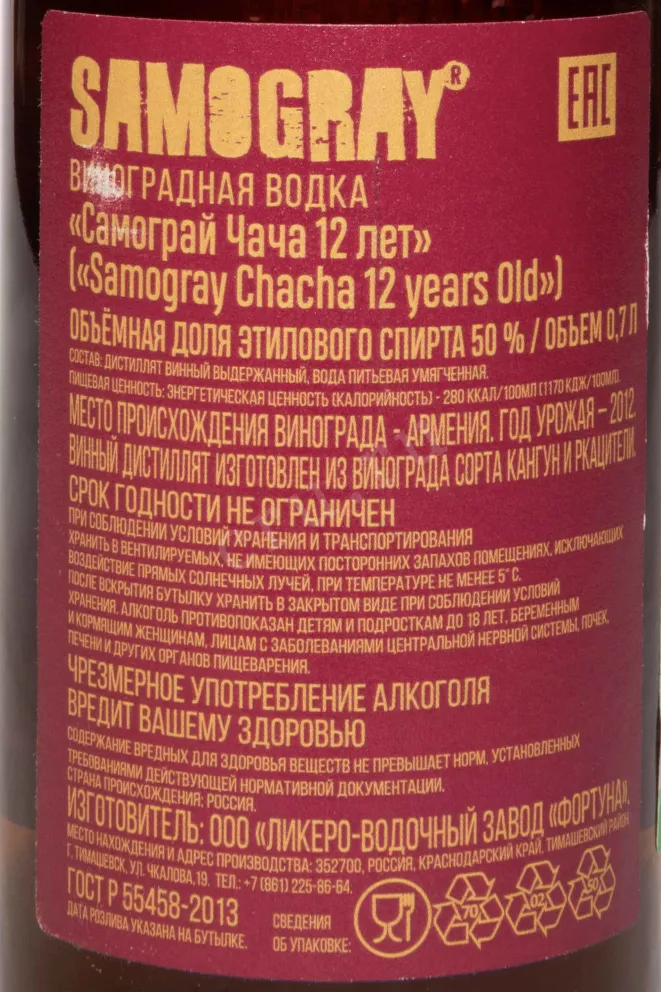 SAMOGRAY®
EAC
ВИНОГРАДНАЯ ВОДКА
«Самограй Чача 12 лет»
(«Samogray Chacha 12 years Old»)
ОБЪЁМНАЯ ДОЛЯ ЭТИЛОВОГО СПИРТА 50 % / ОБЪЕМ 0,7 Л
СОСТАВ: ДИСТИЛЛЯТ ВИННЫЙ ВЫДЕРЖАННЫЙ, ВОДА ПИТЬЕВАЯ УМЯГЧЕННАЯ.
ПИЩЕВАЯ ЦЕННОСТЬ: ЭНЕРГЕТИЧЕСКАЯ ЦЕННОСТЬ (КАЛОРИЙНОСТЬ) - 280 ККАЛ/100МЛ (1170 КДЖ/100МЛ).
МЕСТО ПРОИСХОЖДЕНИЯ ВИНОГРАДА - АРМЕНИЯ. ГОД УРОЖАЯ – 2012.
ВИННЫЙ ДИСТИЛЛЯТ ИЗГОТОВЛЕН ИЗ ВИНОГРАДА СОРТА КАНГУН И РКАЦИТЕЛИ.
СРОК ГОДНОСТИ НЕ ОГРАНИЧЕН
ПРИ СОБЛЮДЕНИИ УСЛОВИЙ ХРАНЕНИЯ И ТРАНСПОРТИРОВАНИЯ
ХРАНИТЬ В ВЕНТИЛИРУЕМЫХ, НЕ ИМЕЮЩИХ ПОСТОРОННИХ ЗАПАХОВ ПОМЕЩЕНИЯХ, ИСКЛЮЧАЮЩИХ
ВОЗДЕЙСТВИЕ ПРЯМЫХ СОЛНЕЧНЫХ ЛУЧЕЙ, ПРИ ТЕМПЕРАТУРЕ НЕ МЕНЕЕ 5° С.
ПОСЛЕ ВСКРЫТИЯ БУТЫЛКУ ХРАНИТЬ В ЗАКРЫТОМ ВИДЕ ПРИ СОБЛЮДЕНИИ УСЛОВИЙ
ХРАНЕНИЯ. АЛКОГОЛЬ ПРОТИВОПОКАЗАН ДЕТЯМ И ПОДРОСТКАМ ДО 18 ЛЕТ, БЕРЕМЕННЫМ
И КОРМЯЩИМ ЖЕНЩИНАМ, ЛИЦАМ С ЗАБОЛЕВАНИЯМИ ЦЕНТРАЛЬНОЙ НЕРВНОЙ СИСТЕМЫ, ПОЧЕК,
ПЕЧЕНИ И ДРУГИХ ОРГАНОВ ПИЩЕВАРЕНИЯ.
ЧРЕЗМЕРНОЕ УПОТРЕБЛЕНИЕ АЛКОГОЛЯ
ВРЕДИТ ВАШЕМУ ЗДОРОВЬЮ
СОДЕРЖАНИЕ ВРЕДНЫХ ДЛЯ ЗДОРОВЬЯ ВЕЩЕСТВ НЕ ПРЕВЫШАЕТ НОРМ, УСТАНОВЛЕННЫХ
ТРЕБОВАНИЯМИ ДЕЙСТВУЮЩЕЙ НОРМАТИВНОЙ ДОКУМЕНТАЦИИ.
СТРАНА ПРОИСХОЖДЕНИЯ: РОССИЯ.
ИЗГОТОВИТЕЛЬ: ООО «ЛИКЕРО-ВОДОЧНЫЙ ЗАВОД «ФОРТУНА»,
МЕСТО НАХОЖДЕНИЯ И АДРЕС ПРОИЗВОДСТВА: 352700, РОССИЯ, КРАСНОДАРСКИЙ КРАЙ, ТИМАШЕВСКИЙ РАЙОН,
Г. ТИМАШЕВСК, УЛ. ЧКАЛОВА,19. ТЕЛ.: +7 (861) 225-86-64.
ГОСТ Р 55458-2013
ДАТА РОЗЛИВА УКАЗАНА НА БУТЫЛКЕ.
СВЕДЕНИЯ
ОБ УПАКОВКЕ:
70
02
50